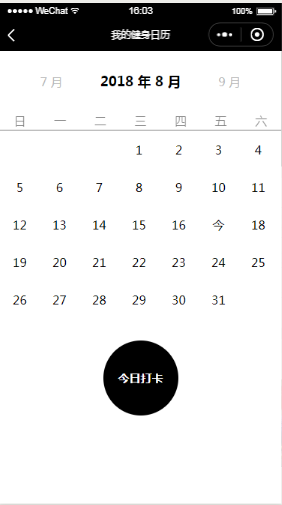 WeChat 16:03 100%
我的健身日历
7 月 2018 年 8 月 9 月
日 一 二 三 四 五 六
1 2 3 4
5 6 7 8 9 10 11
12 13 14 15 16 今 18
19 20 21 22 23 24 25
26 27 28 29 30 31
今日打卡